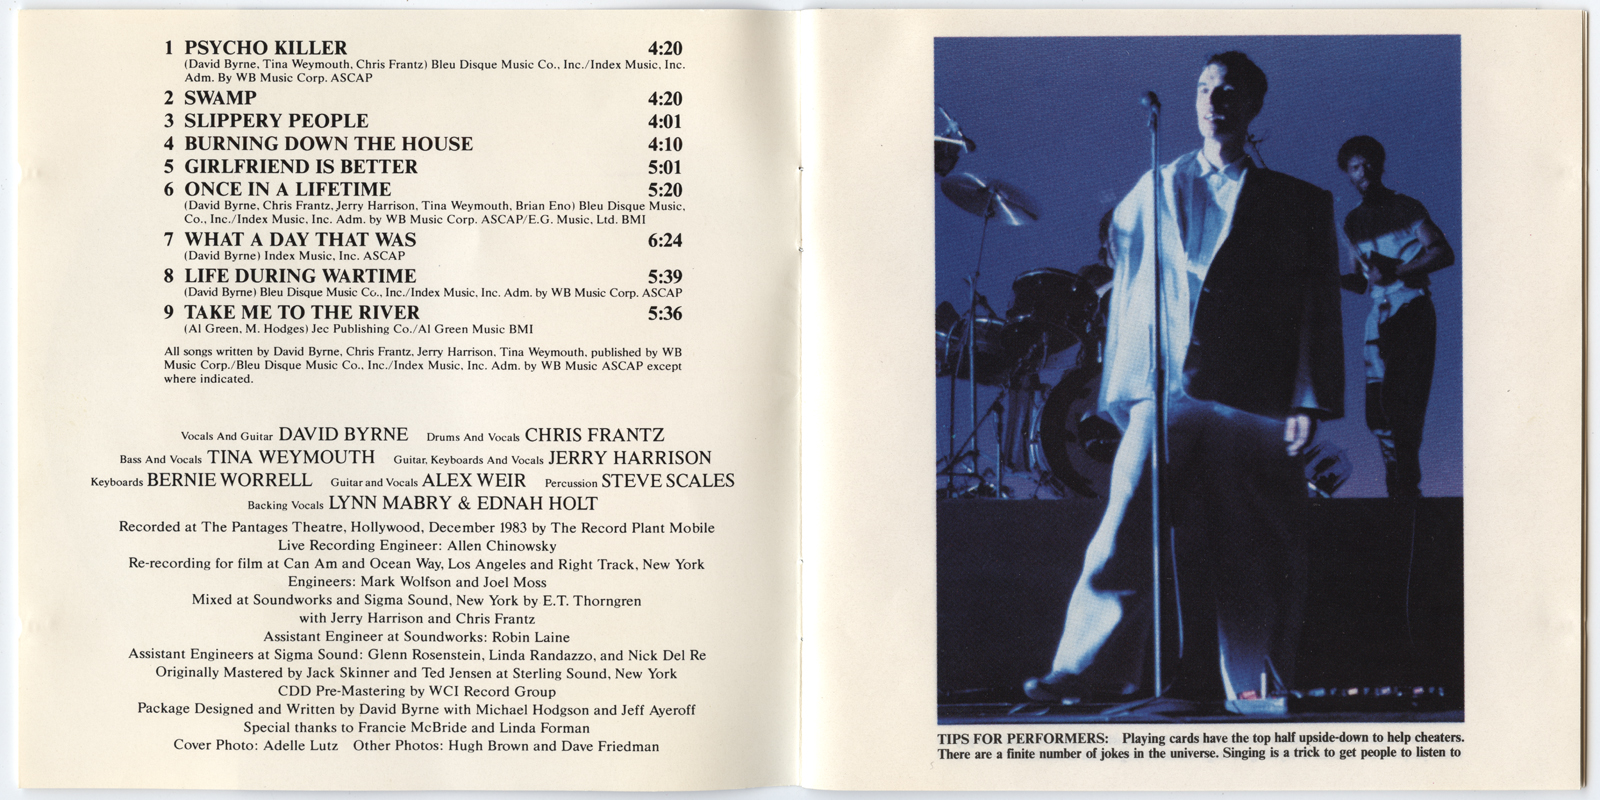 1 PSYCHO KILLER 4:20
(David Byrne, Tina Weymouth, Chris Frantz) Bleu Disque Music Co., Inc./Index Music, Inc.
Adm. By WB Music Corp. ASCAP
2 SWAMP 4:20
3 SLIPPERY PEOPLE 4:01
4 BURNING DOWN THE HOUSE 4:10
5 GIRLFRIEND IS BETTER 5:01
6 ONCE IN A LIFETIME 5:20
(David Byrne, Chris Frantz, Jerry Harrison, Tina Weymouth, Brian Eno) Bleu Disque Music,
Co., Inc./Index Music, Inc. Adm. by WB Music Corp. ASCAP/E.G. Music, Ltd. BMI
7 WHAT A DAY THAT WAS 6:24
(David Byrne) Index Music, Inc. ASCAP
8 LIFE DURING WARTIME 5:39
(David Byrne) Bleu Disque Music Co., Inc./Index Music, Inc. Adm. by WB Music Corp. ASCAP
9 TAKE ME TO THE RIVER 5:36
(Al Green, M. Hodges) Jec Publishing Co./Al Green Music BMI
All songs written by David Byrne, Chris Frantz, Jerry Harrison, Tina Weymouth, published by WB
Music Corp./Bleu Disque Music Co., Inc./Index Music, Inc. Adm. by WB Music ASCAP except
where indicated.
Vocals And Guitar DAVID BYRNE Drums And Vocals CHRIS FRANTZ
Bass And Vocals TINA WEYMOUTH Guitar, Keyboards And Vocals JERRY HARRISON
Keyboards BERNIE WORRELL Guitar and Vocals ALEX WEIR Percussion STEVE SCALES
Backing Vocals LYNN MABRY & EDNAH HOLT
Recorded at The Pantages Theatre, Hollywood, December 1983 by The Record Plant Mobile
Live Recording Engineer: Allen Chinowsky
Re-recording for film at Can Am and Ocean Way, Los Angeles and Right Track, New York
Engineers: Mark Wolfson and Joel Moss
Mixed at Soundworks and Sigma Sound, New York by E.T. Thorngren
with Jerry Harrison and Chris Frantz
Assistant Engineer at Soundworks: Robin Laine
Assistant Engineers at Sigma Sound: Glenn Rosenstein, Linda Randazzo, and Nick Del Re
Originally Mastered by Jack Skinner and Ted Jensen at Sterling Sound, New York
CDD Pre-Mastering by WCI Record Group
Package Designed and Written by David Byrne with Michael Hodgson and Jeff Ayeroff
Special thanks to Francie McBride and Linda Forman
Cover Photo: Adelle Lutz Other Photos: Hugh Brown and Dave Friedman
TIPS FOR PERFORMERS: Playing cards have the top half upside-down to help cheaters.
There are a finite number of jokes in the universe. Singing is a trick to get people to listen to